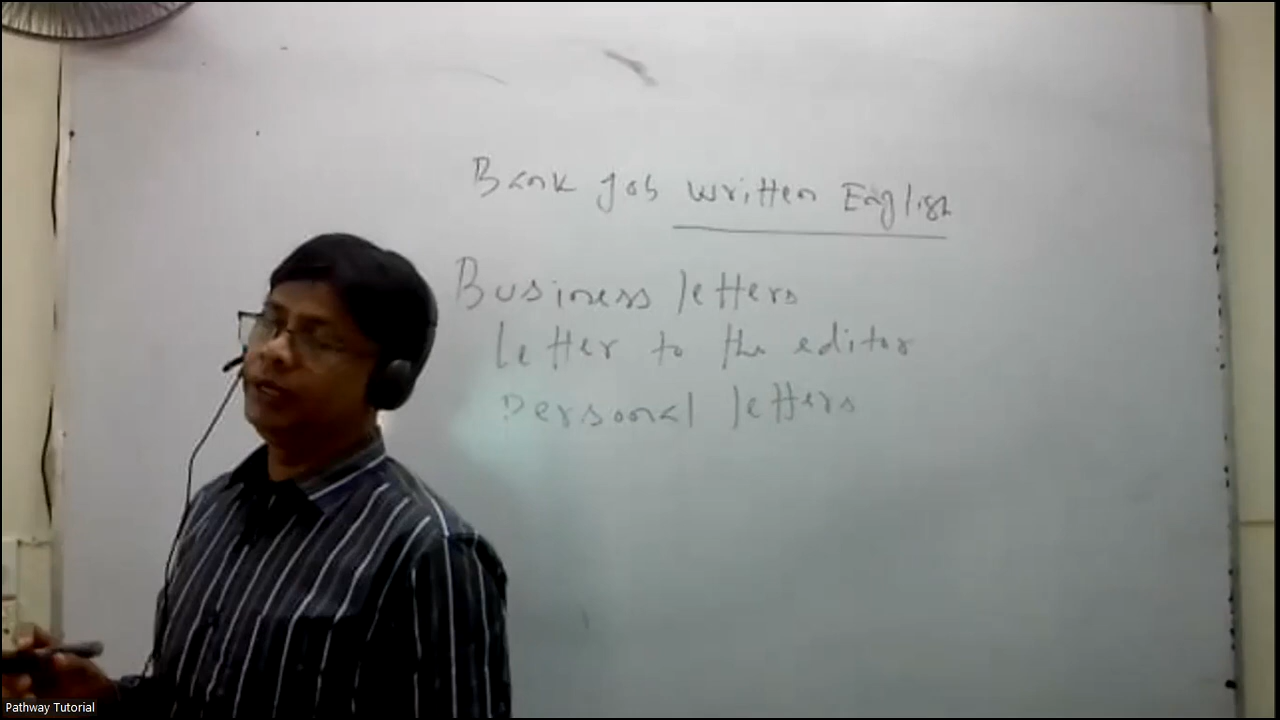 Bank job written English
Business letters
letter to the editor
personal letters
Pathway Tutorial